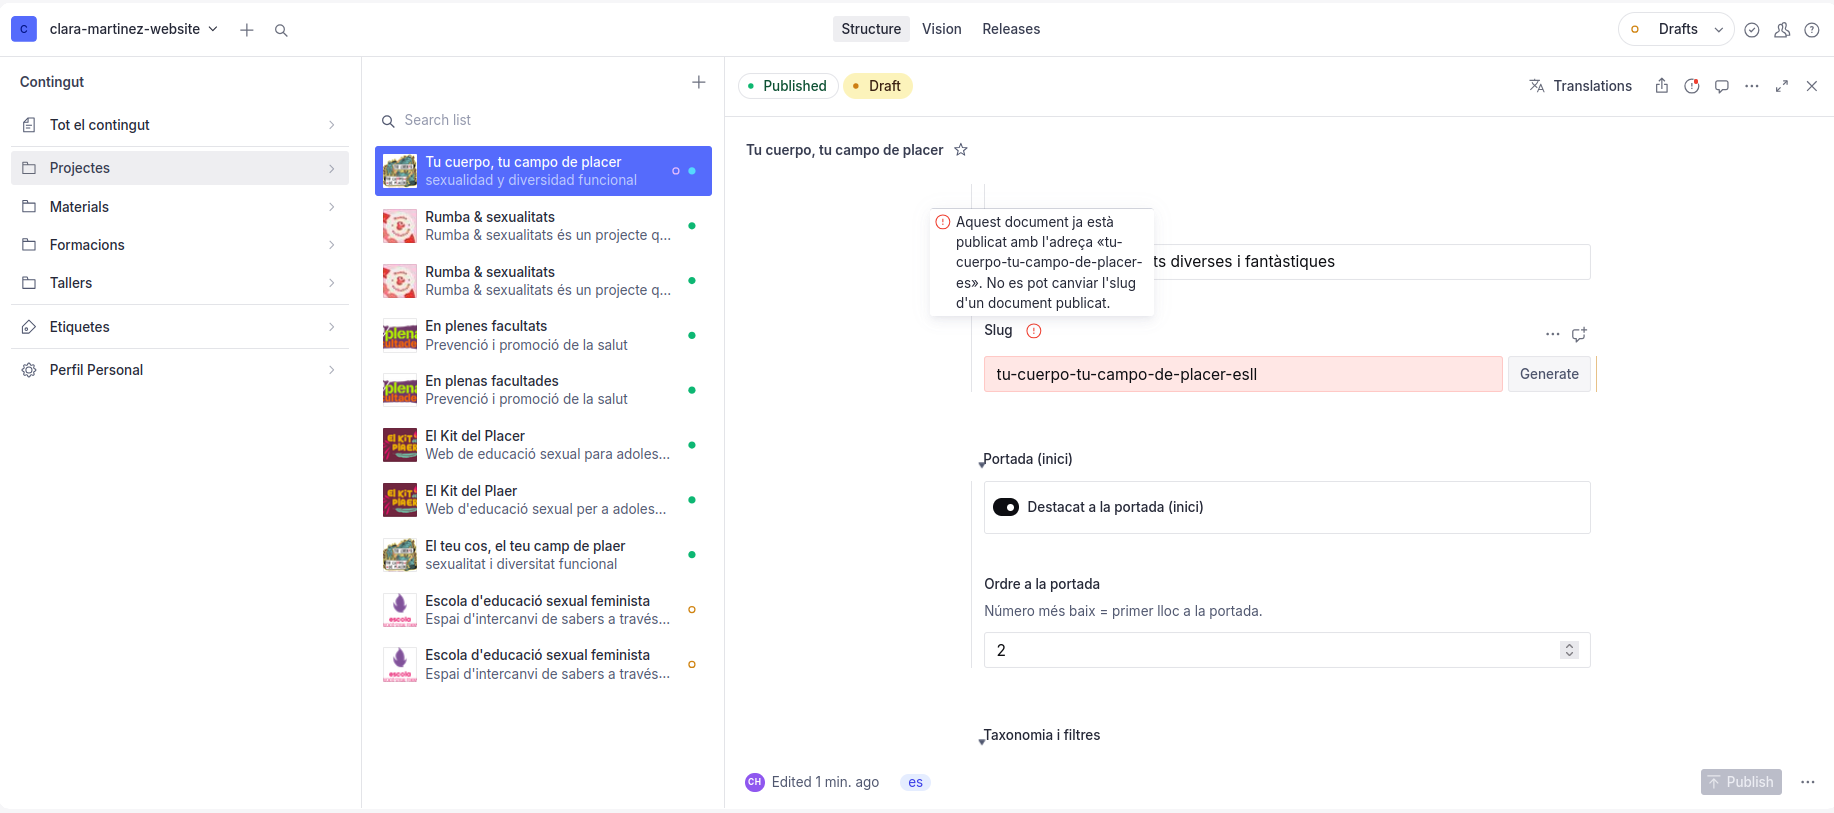 C
clara-martinez-website
Structure
Vision
Releases
Drafts
Contingut
Tot el contingut
Projectes
Materials
Formacions
Tallers
Etiquetes
Perfil Personal
Search list
Tu cuerpo, tu campo de placer
sexualidad y diversidad funcional
Rumba & sexualitats
Rumba & sexualitats és un projecte q...
Rumba & sexualitats
Rumba & sexualitats és un projecte q...
En plenes facultats
Prevenció i promoció de la salut
En plenas facultades
Prevenció i promoció de la salut
El Kit del Placer
Web de educació sexual para adoles...
El Kit del Plaer
Web d'educació sexual per a adoles...
El teu cos, el teu camp de plaer
sexualitat i diversitat funcional
Escola d'educació sexual feminista
Espai d'intercanvi de sabers a través...
Escola d'educació sexual feminista
Espai d'intercanvi de sabers a través...
Published
Draft
Translations
Tu cuerpo, tu campo de placer
Aquest document ja està
publicat amb l'adreça «tu-
cuerpo-tu-campo-de-placer-
es». No es pot canviar l'slug
d'un document publicat.
ts diverses i fantàstiques
Slug
tu-cuerpo-tu-campo-de-placer-esll
Generate
Portada (inici)
Destacat a la portada (inici)
Ordre a la portada
Número més baix = primer lloc a la portada.
2
Taxonomia i filtres
CH
Edited 1 min. ago
es
Publish